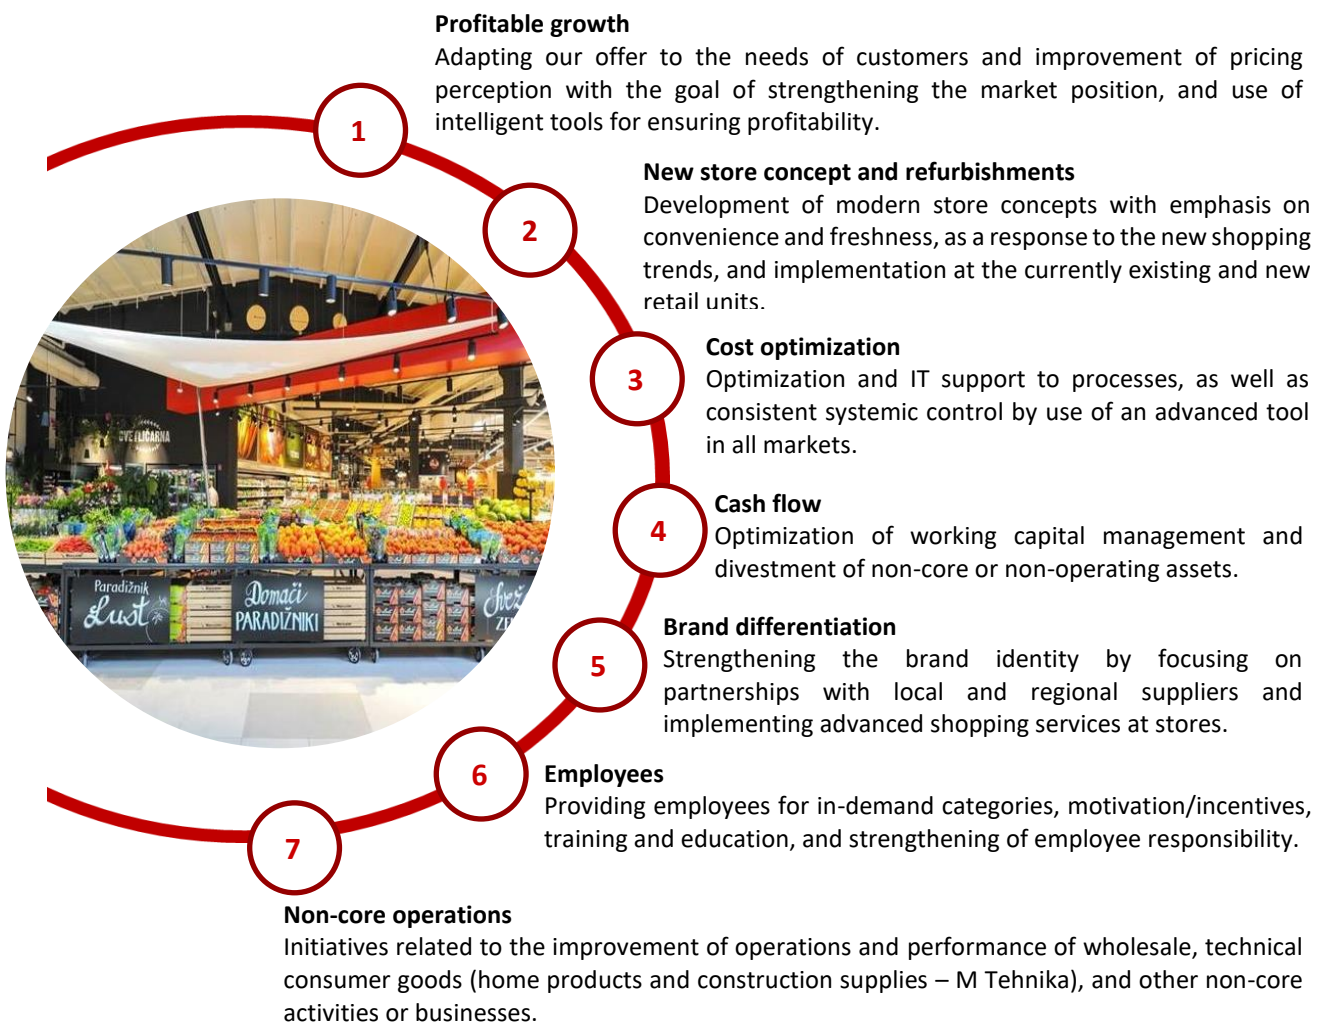 Profitable growth
Adapting our offer to the needs of customers and improvement of pricing
perception with the goal of strengthening the market position, and use of
intelligent tools for ensuring profitability.
1
New store concept and refurbishments
Development of modern store concepts with emphasis on
convenience and freshness, as a response to the new shopping
trends, and implementation at the currently existing and new
retail units.
2
Cost optimization
Optimization and IT support to processes, as well as
consistent systemic control by use of an advanced tool
in all markets.
3
Cash flow
Optimization of working capital management and
divestment of non-core or non-operating assets.
4
Brand differentiation
Strengthening the brand identity by focusing on
partnerships with local and regional suppliers and
implementing advanced shopping services at stores.
5
Employees
Providing employees for in-demand categories, motivation/incentives,
training and education, and strengthening of employee responsibility.
6
7
Non-core operations
Initiatives related to the improvement of operations and performance of wholesale, technical
consumer goods (home products and construction supplies – M Tehnika), and other non-core
activities or businesses.
CVETLIČARNA
Paradižnik
Lušt
Domači
PARADIŽNIKI